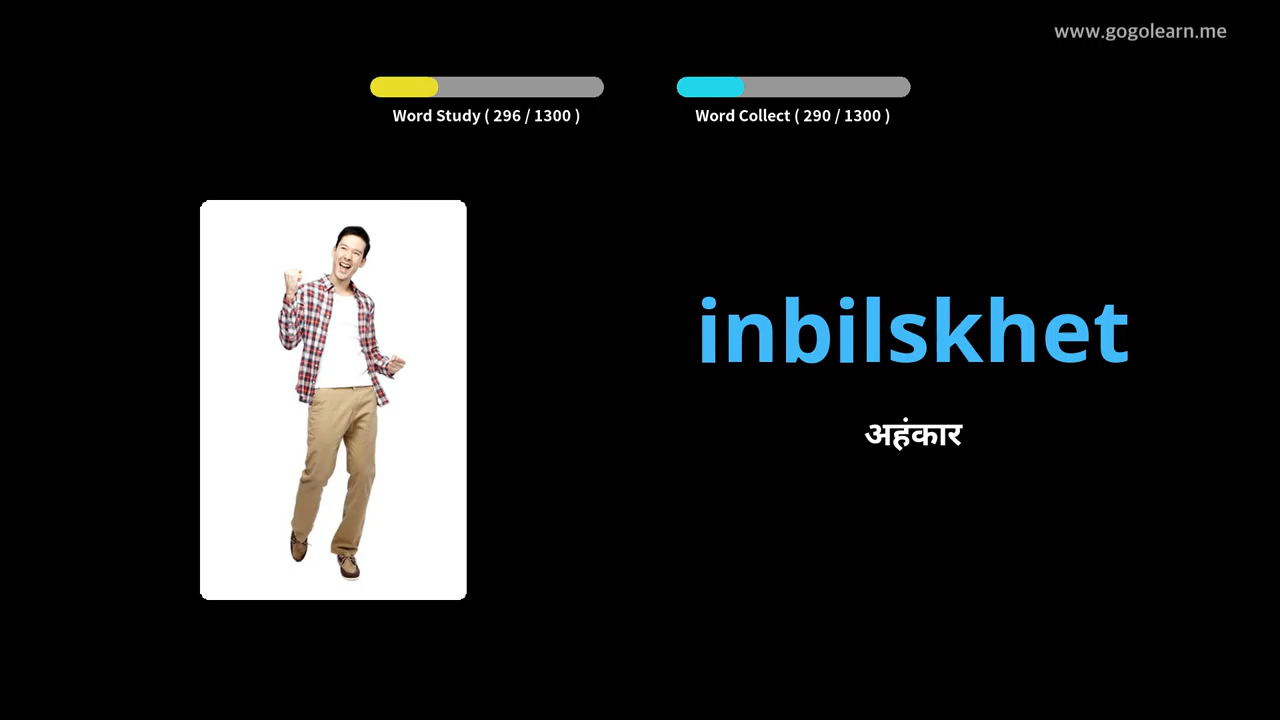 www.gogolearn.me
Word Study ( 296 / 1300 )
Word Collect ( 290 / 1300 )
inbilskhet
अहंकार